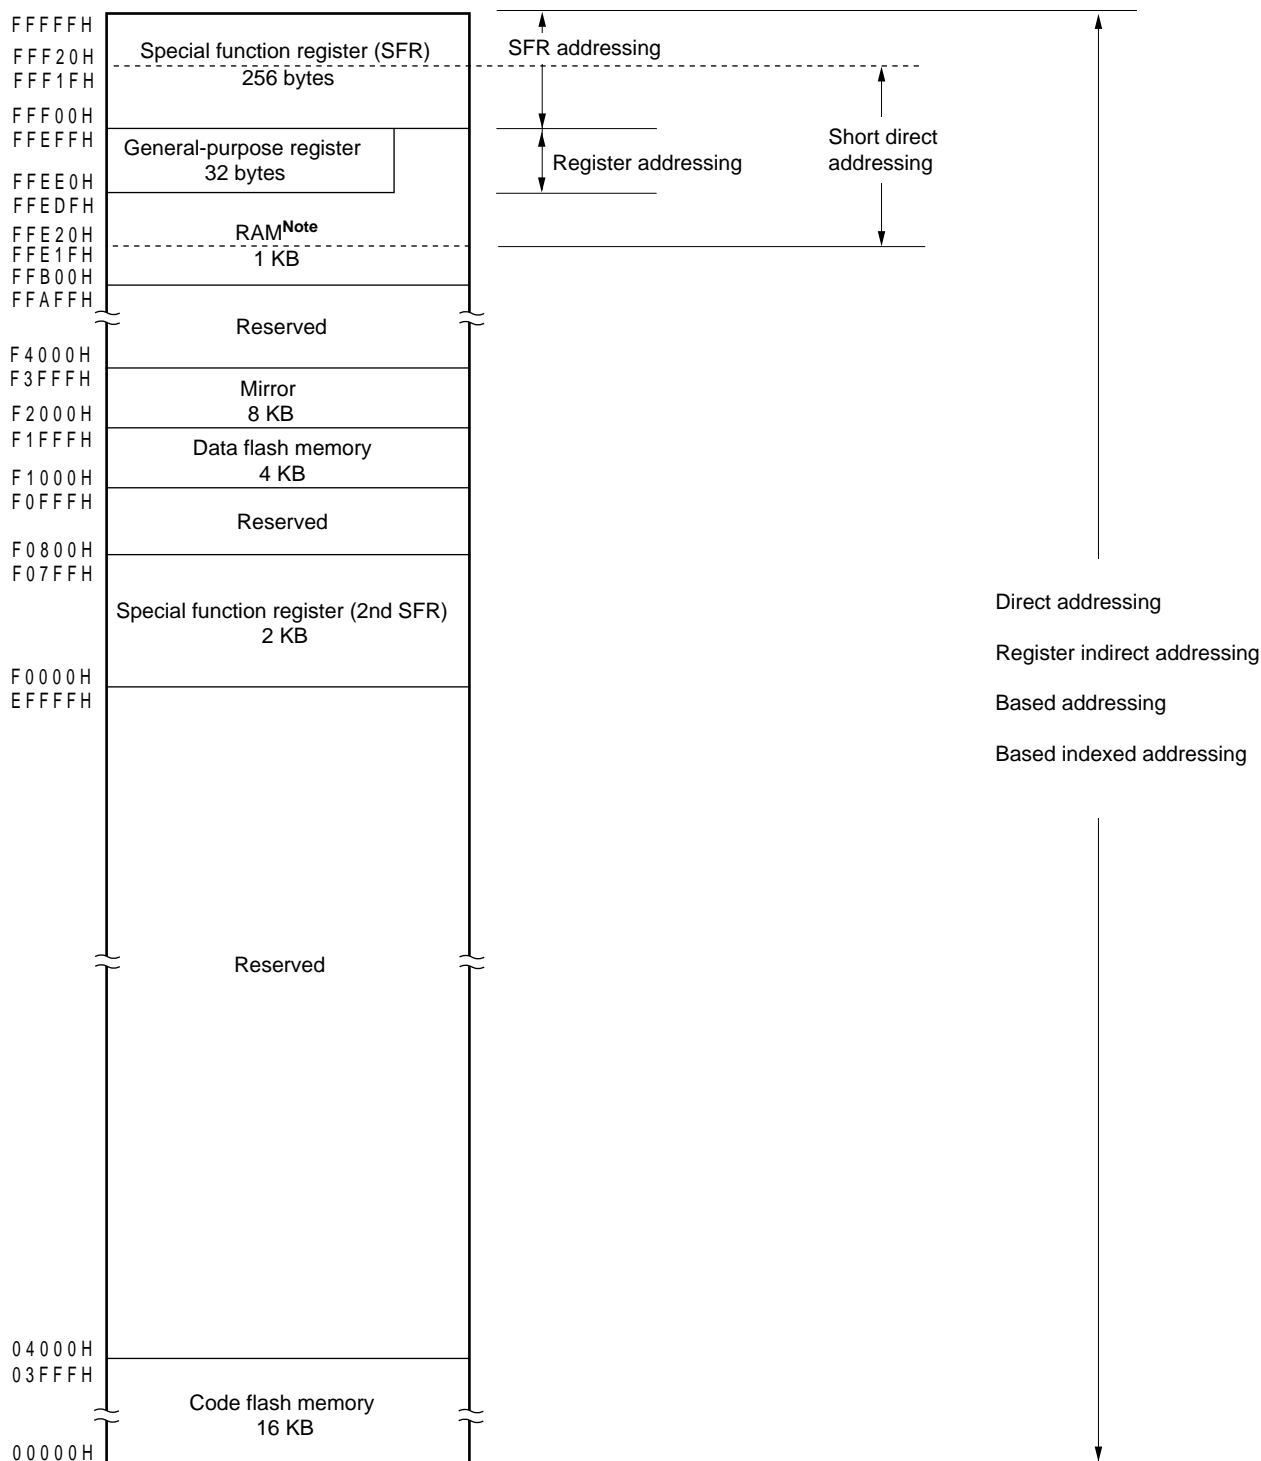 FFFFFH
SFR addressing
Special function register (SFR)
256 bytes
FFF20H
FFF1FH
FFF00H
FFEFFH
General-purpose register
32 bytes
Register addressing
Short direct
addressing
FFEE0H
FFEDFH
RAMNote
1 KB
FFE20H
FFE1FH
FFB00H
FFAFFH
Reserved
F4000H
F3FFFH
Mirror
8 KB
F2000H
F1FFFH
Data flash memory
4 KB
F1000H
F0FFFH
Reserved
F0800H
F07FFH
Special function register (2nd SFR)
2 KB
F0000H
EFFFFH
Direct addressing
Register indirect addressing
Based addressing
Based indexed addressing
Reserved
04000H
03FFFH
Code flash memory
16 KB
00000H